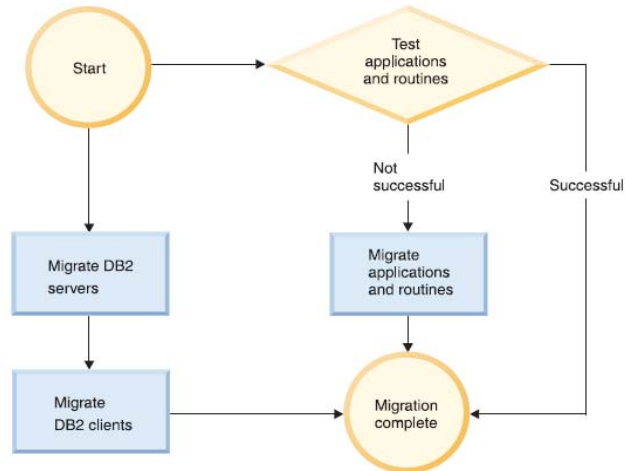 Start
Test
applications
and routines
Not
successful
Successful
Migrate DB2
servers
Migrate
applications
and routines
Migrate
DB2 clients
Migration
complete